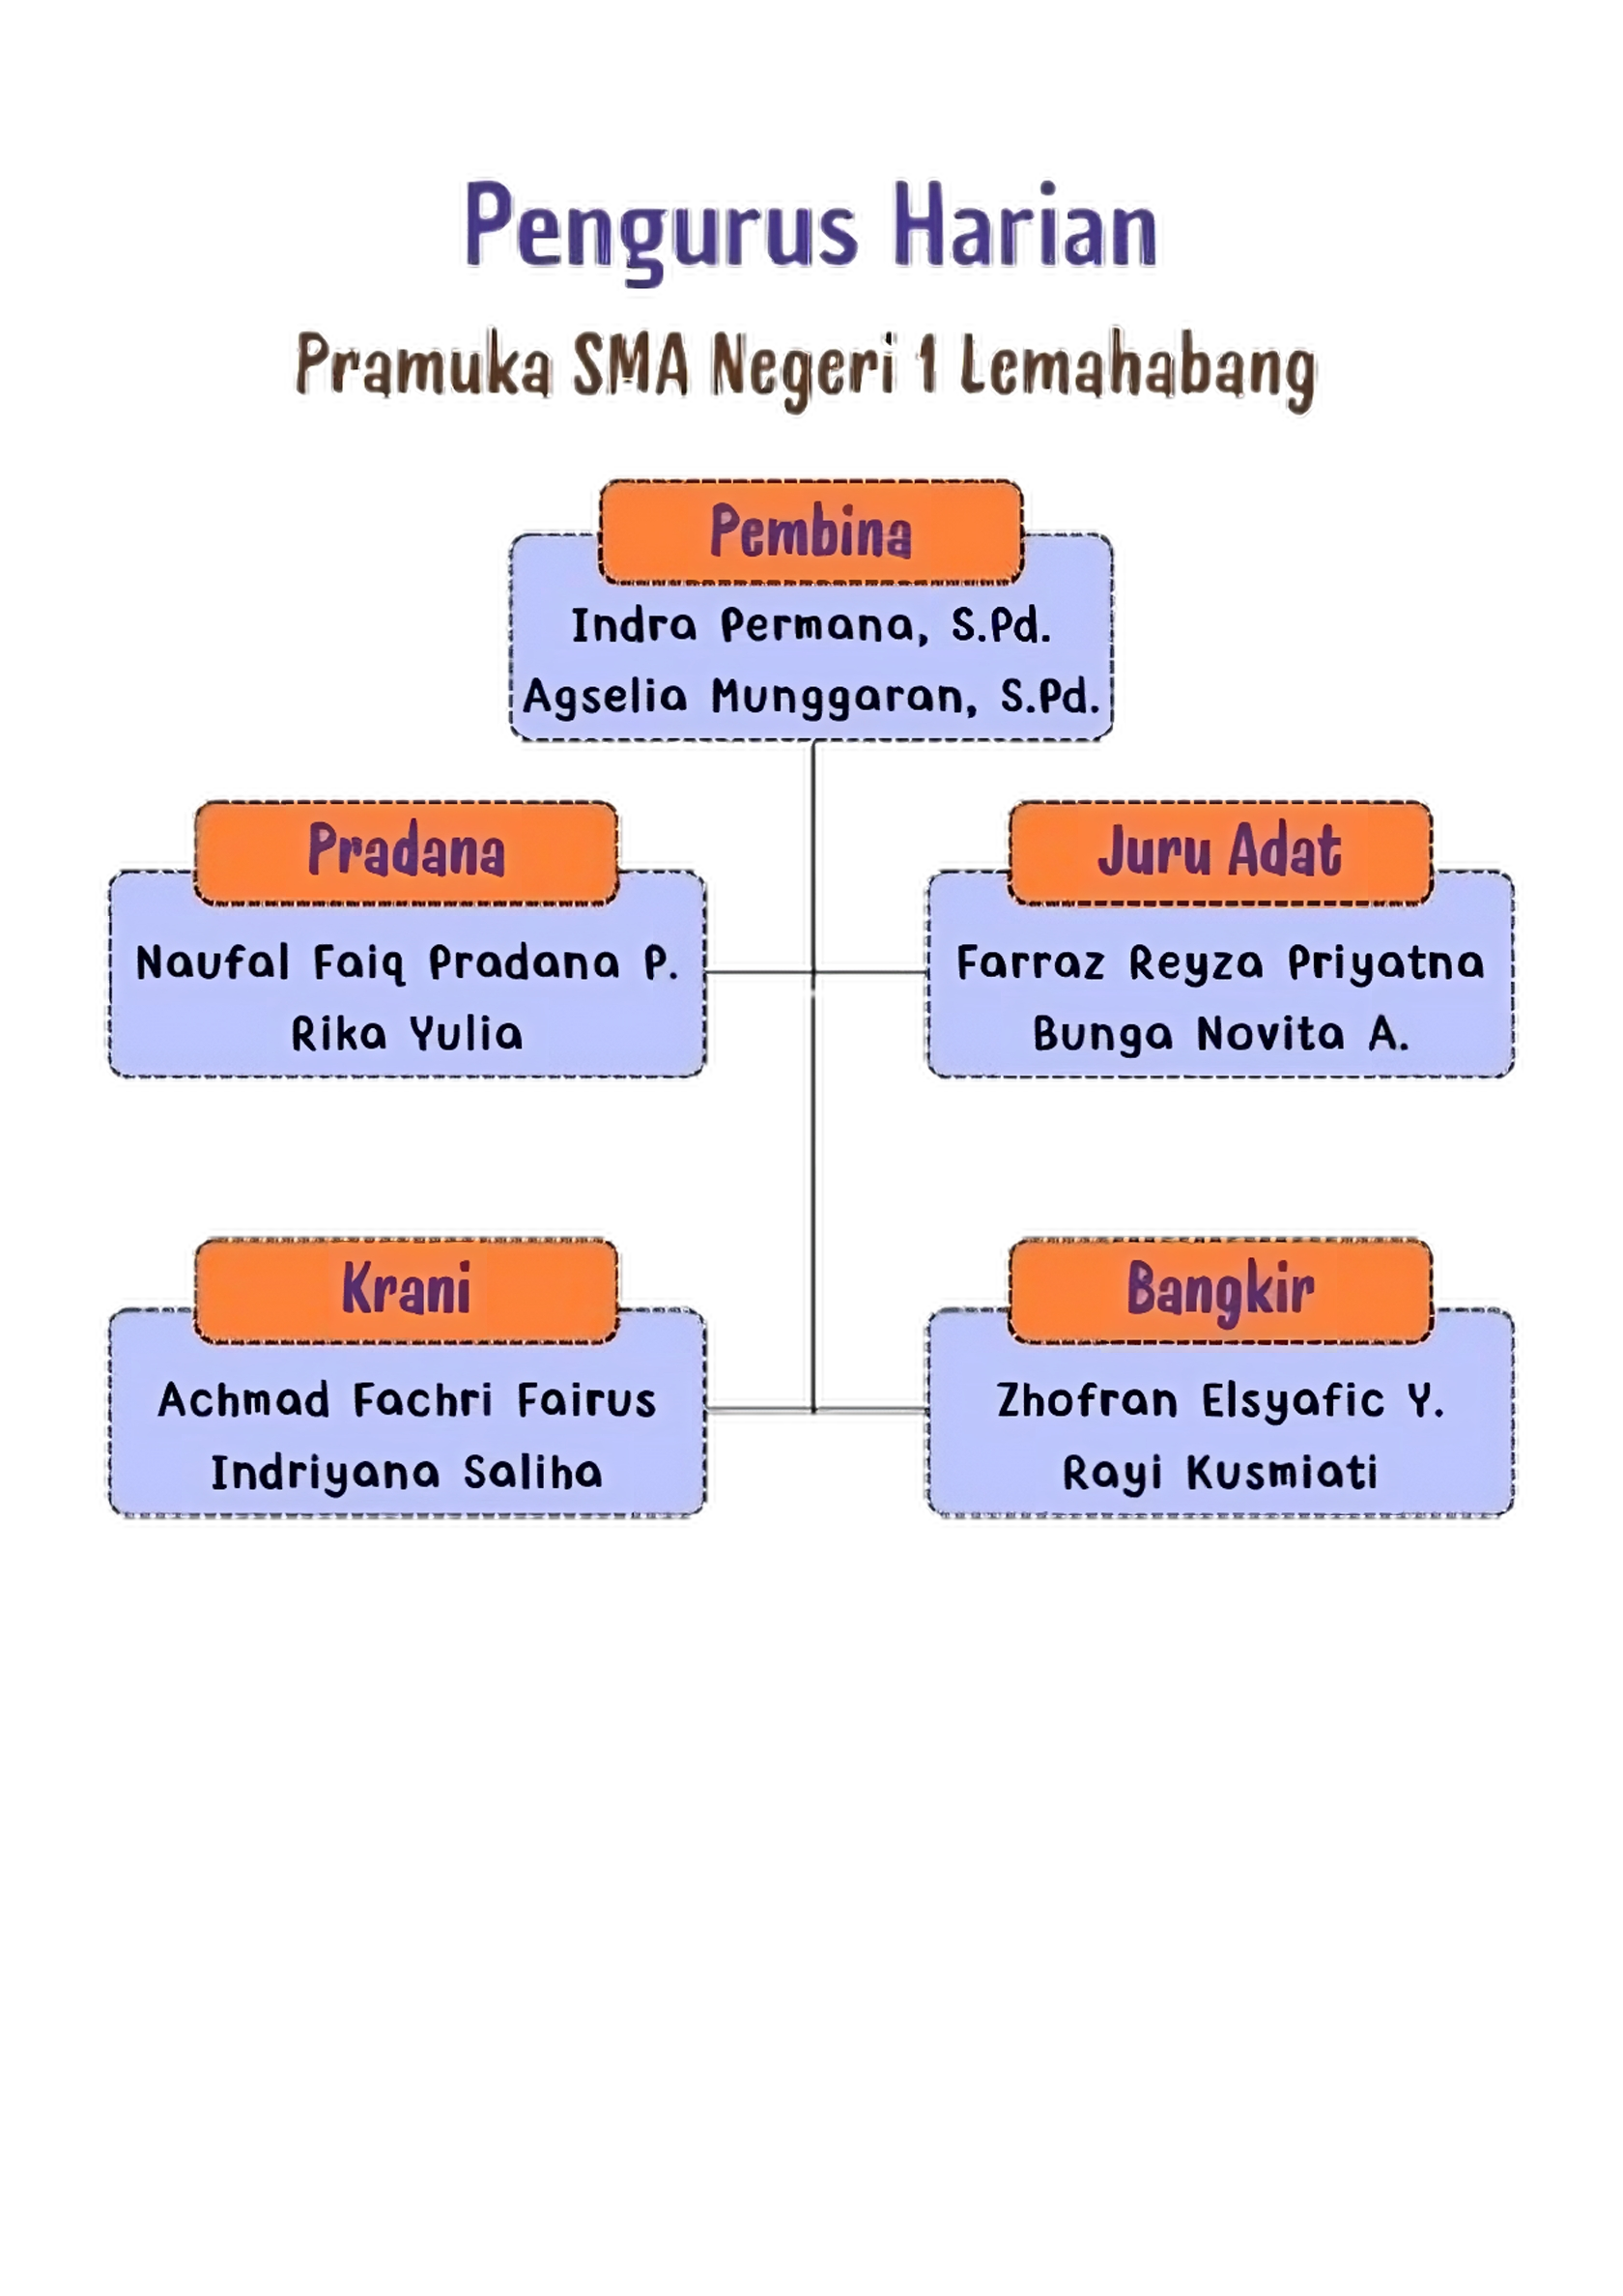 Pengurus Harian
Pramuka SMA Negeri 1 Lemahabang
Pembina
Indra Permana, S.Pd.
Agselia Munggaran, S.Pd.
Pradana
Naufal Faiq Pradana P.
Rika Yulia
Juru Adat
Farraz Reyza Priyatna
Bunga Novita A.
Krani
Achmad Fachri Fairus
Indriyana Saliha
Bangkir
Zhofran Elsyafic Y.
Rayi Kusmiati